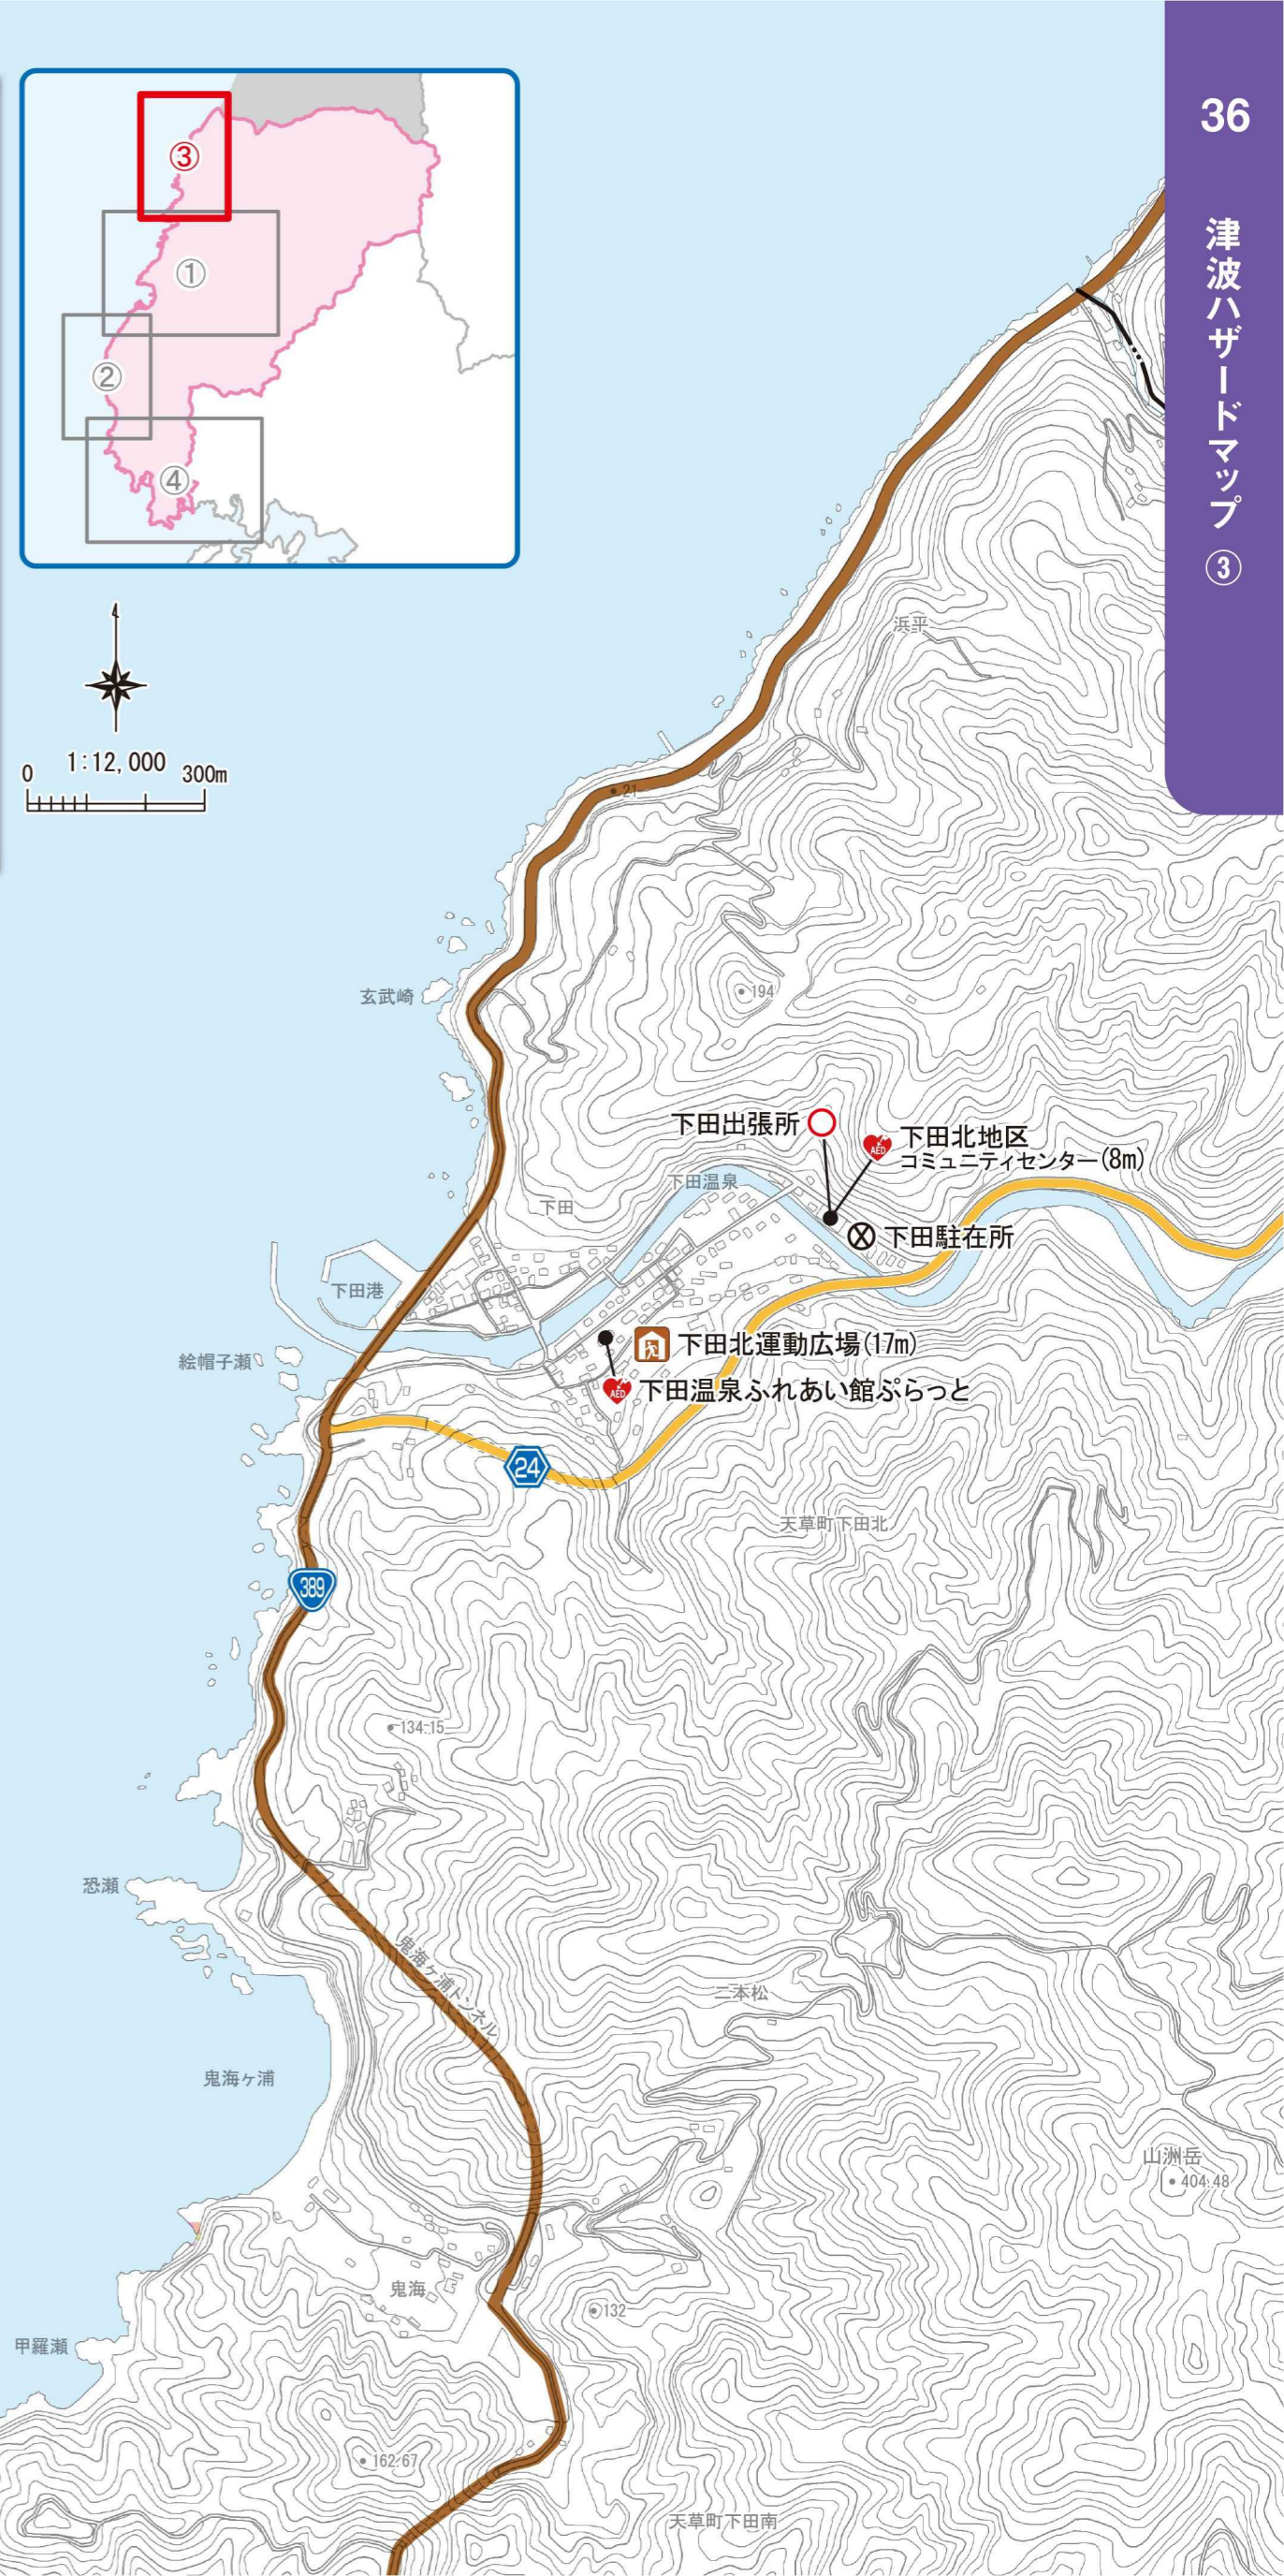 36
津波ハザードマップ ③
③
①
②
④
1:12,000
0 300m
浜平
21
玄武崎
194
下田出張所
AED
下田北地区
コミュニティセンター(8m)
下田温泉
下田
下田駐在所
下田港
下田北運動広場(17m)
絵帽子瀬
AED
下田温泉ふれあい館ぷらっと
24
天草町下田北
389
134.15
恐瀬
鬼海ヶ浦トンネル
二本松
鬼海ヶ浦
山洲岳
404.48
鬼海
132
甲羅瀬
162.67
天草町下田南